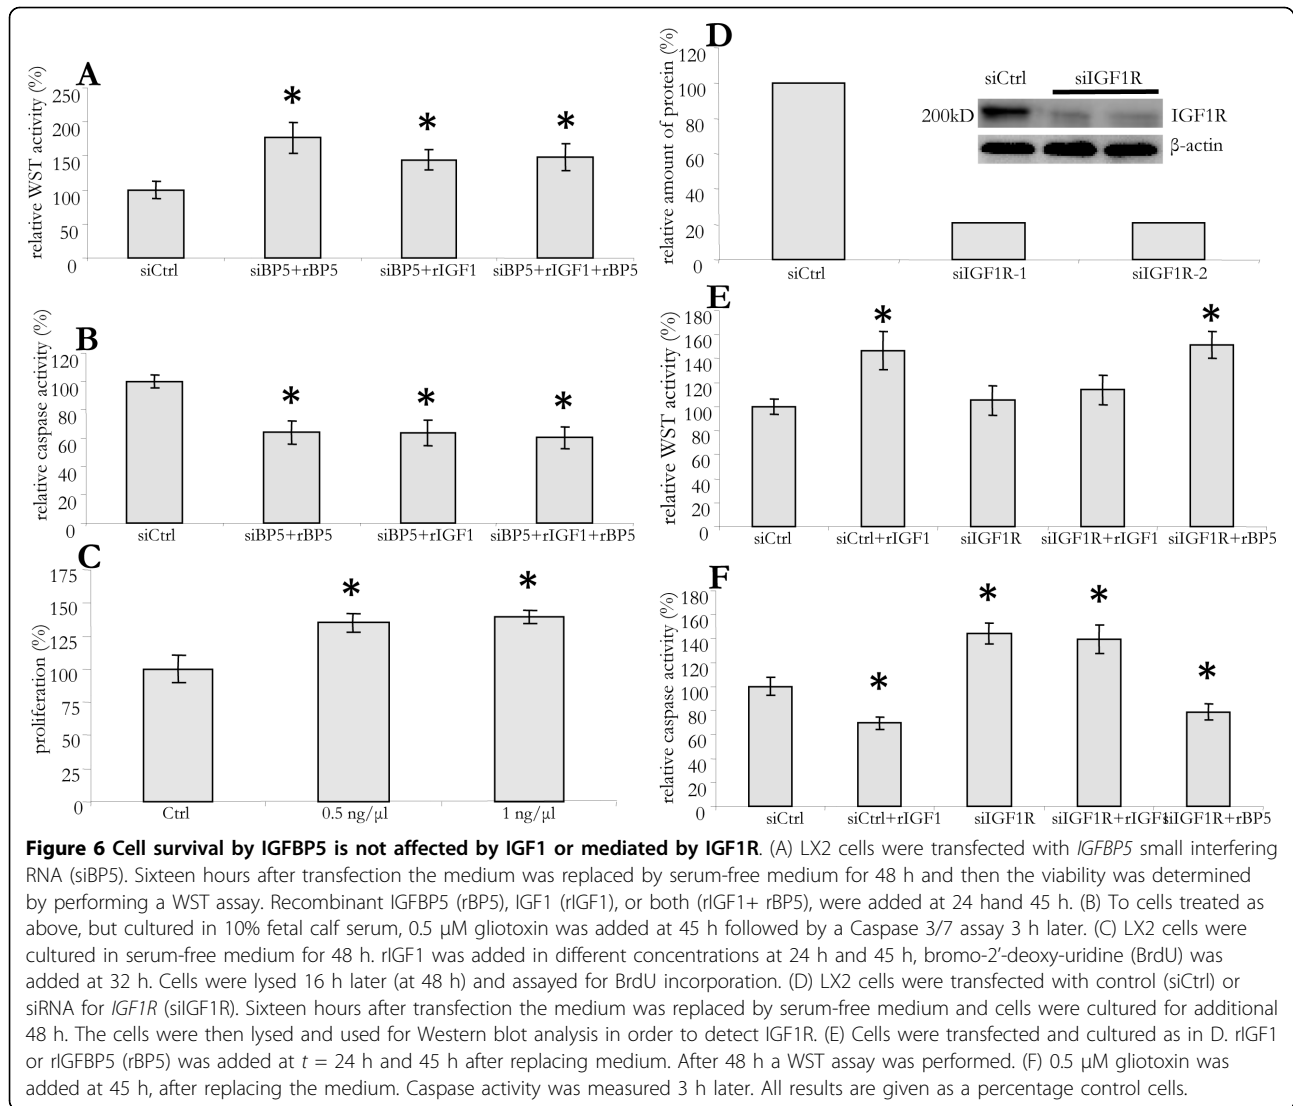 A
relative WST activity (%)
250
200
150
100
50
0
*
*
*
siCtrl siBP5+rBP5 siBP5+rIGF1 siBP5+rIGF1+rBP5
B
relative caspase activity (%)
120
100
80
60
40
20
0
*
*
*
siCtrl siBP5+rBP5 siBP5+rIGF1 siBP5+rIGF1+rBP5
C
proliferation (%)
175
150
125
100
75
50
25
0
*
*
Ctrl 0.5 ng/µl 1 ng/µl
D
relative amount of protein (%)
120
100
80
60
40
20
0
siCtrl siIGF1R
200kD IGF1R
β-actin
siCtrl siIGF1R-1 siIGF1R-2
E
relative WST activity (%)
180
160
140
120
100
80
60
40
20
0
*
*
siCtrl siCtrl+rIGF1 siIGF1R siIGF1R+rIGF1 siIGF1R+rBP5
F
relative caspase activity (%)
180
160
140
120
100
80
60
40
20
0
*
*
*
*
siCtrl siCtrl+rIGF1 siIGF1R siIGF1R+rIGF1 siIGF1R+rBP5
Figure 6 Cell survival by IGFBP5 is not affected by IGF1 or mediated by IGF1R. (A) LX2 cells were transfected with IGFBP5 small interfering
RNA (siBP5). Sixteen hours after transfection the medium was replaced by serum-free medium for 48 h and then the viability was determined
by performing a WST assay. Recombinant IGFBP5 (rBP5), IGF1 (rIGF1), or both (rIGF1+ rBP5), were added at 24 hand 45 h. (B) To cells treated as
above, but cultured in 10% fetal calf serum, 0.5 µM gliotoxin was added at 45 h followed by a Caspase 3/7 assay 3 h later. (C) LX2 cells were
cultured in serum-free medium for 48 h. rIGF1 was added in different concentrations at 24 h and 45 h, bromo-2’-deoxy-uridine (BrdU) was
added at 32 h. Cells were lysed 16 h later (at 48 h) and assayed for BrdU incorporation. (D) LX2 cells were transfected with control (siCtrl) or
siRNA for IGF1R (siIGF1R). Sixteen hours after transfection the medium was replaced by serum-free medium and cells were cultured for additional
48 h. The cells were then lysed and used for Western blot analysis in order to detect IGF1R. (E) Cells were transfected and cultured as in D. rIGF1
or rIGFBP5 (rBP5) was added at t = 24 h and 45 h after replacing medium. After 48 h a WST assay was performed. (F) 0.5 µM gliotoxin was
added at 45 h, after replacing the medium. Caspase activity was measured 3 h later. All results are given as a percentage control cells.